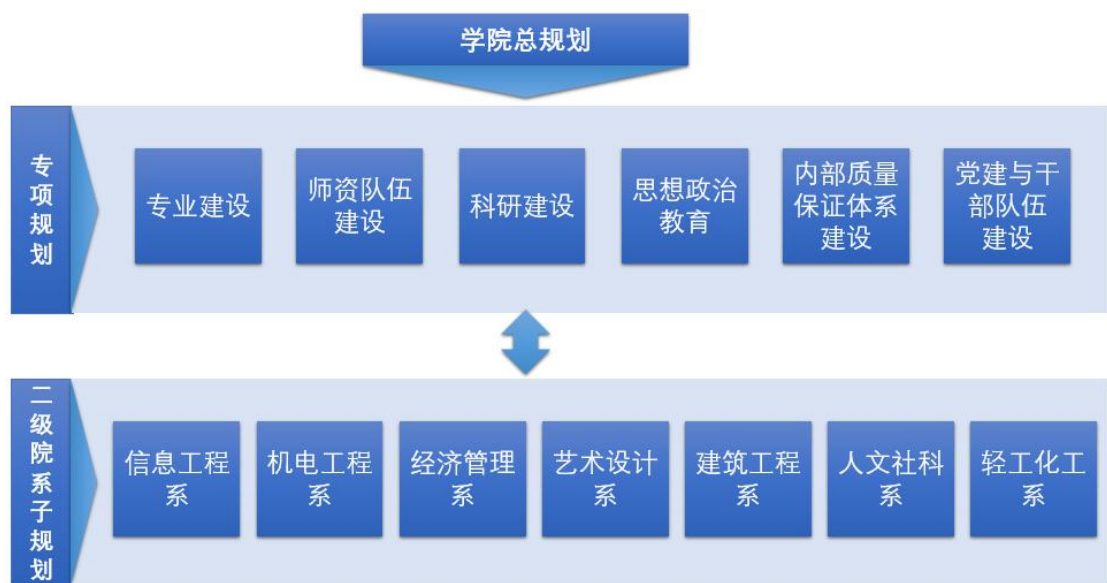 学院总规划
专项规划
专业建设
师资队伍
建设
科研建设
思想政治
教育
内部质量
保证体系
建设
党建与干
部队伍
建设
二级院系子规划
信息工程
系
机电工程
系
经济管理
系
艺术设计
系
建筑工程
系
人文社科
系
轻工化工
系